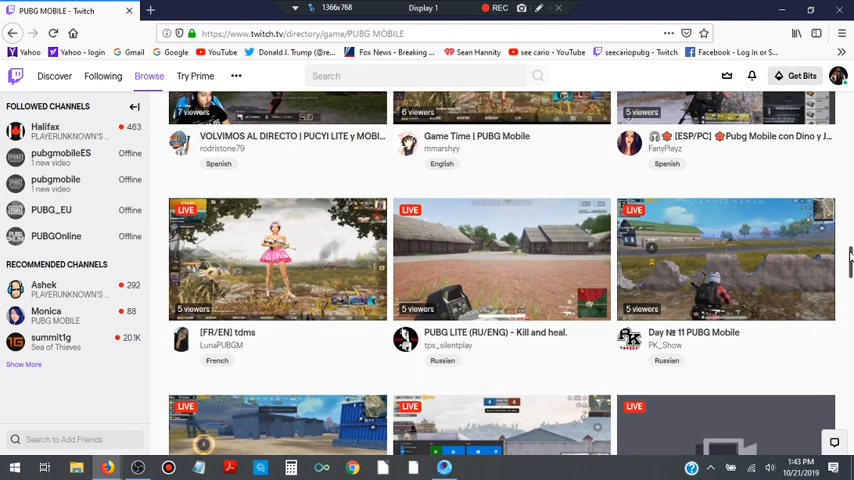 PUBG MOBILE - Twitch
1366x768
Display 1
REC
https://www.twitch.tv/directory/game/PUBG MOBILE
Yahoo
Yahoo - login
Gmail
Google
YouTube
Donald J. Trump (@re...
Fox News - Breaking ...
Sean Hannity
see cario - YouTube
seecariopubg - Twitch
Facebook - Log In or S...
Discover
Following
Browse
Try Prime
Search
Get Bits
FOLLOWED CHANNELS
Halifax
463
PLAYERUNKNOWN'S ...
pubgmobileES
Offline
1 new video
pubgmobile
Offline
1 new video
PUBG_EU
Offline
PUBGOnline
Offline
RECOMMENDED CHANNELS
Ashek
292
PLAYERUNKNOWN'S ...
Monica
88
PUBG MOBILE
summit1g
20.1K
Sea of Thieves
Show More
Search to Add Friends
7 viewers
6 viewers
5 viewers
VOLVIMOS AL DIRECTO | PUCYI LITE y MOBI...
rodristone79
Spanish
Game Time | PUBG Mobile
mmarshyy
English
[ESP/PC] Pubg Mobile con Dino y J...
FanyPlayz
Spanish
LIVE
LIVE
LIVE
5 viewers
5 viewers
5 viewers
[FR/EN] tdms
LunaPUBGM
French
PUBG LITE (RU/ENG) - Kill and heal.
tps_silentplay
Russian
Day № 11 PUBG Mobile
PK_Show
Russian
LIVE
LIVE
LIVE
1:43 PM
10/21/2019